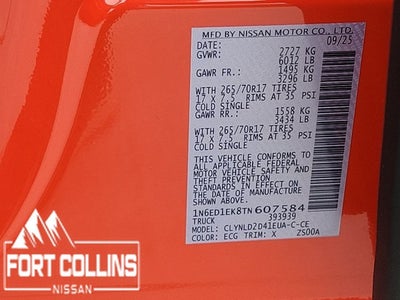 MFD BY NISSAN MOTOR CO., LTD.
DATE: 09/25
GVWR: 2727 KG
6012 LB
GAWR FR.: 1495 KG
3296 LB
WITH 265/70R17 TIRES
17 X 7.5 RIMS AT 35 PSI
COLD SINGLE
GAWR RR.: 1558 KG
3434 LB
WITH 265/70R17 TIRES
17 X 7.5 RIMS AT 35 PSI
COLD SINGLE
THIS VEHICLE CONFORMS TO
ALL APPLICABLE FEDERAL
MOTOR VEHICLE SAFETY
STANDARDS IN EFFECT ON
THE DATE OF MANUFACTURE
SHOWN ABOVE.
1N6ED1EK8TN607584
TRUCK 393939
MODEL: CLYNLD2D41EUA-C-CE
COLOR: ECG TRIM: X ZS00A
FORT COLLINS
NISSAN